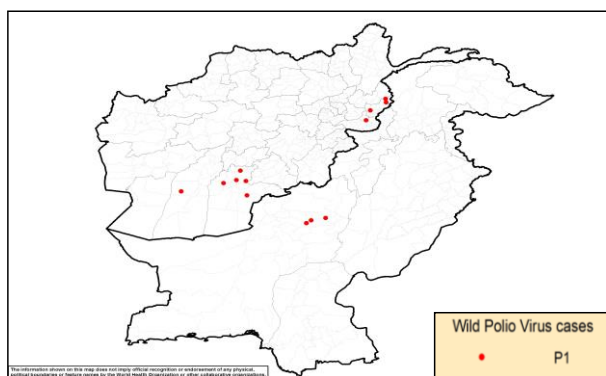 The information shown on this map does not imply official recognition or endorsement of any physical,
political boundaries or feature names by the World Health Organization or other collaborative organizations.
Wild Polio Virus cases
P1